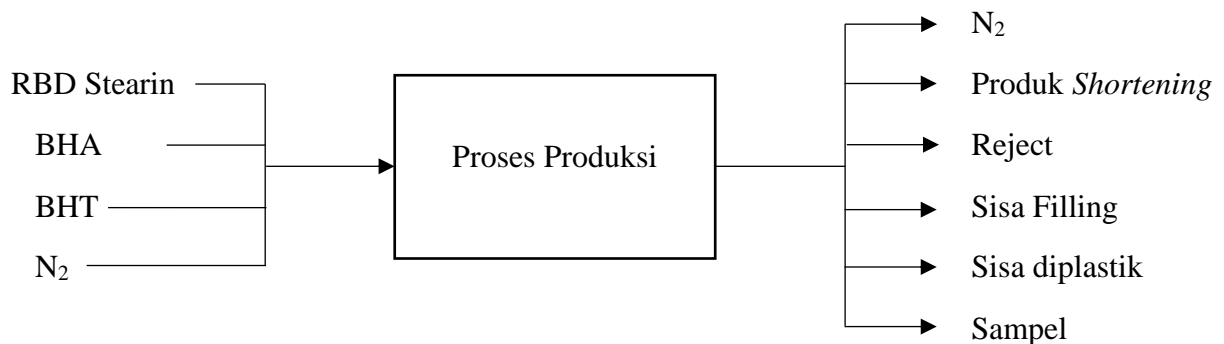 RBD Stearin
BHA
BHT
N₂
Proses Produksi
N₂
Produk Shortening
Reject
Sisa Filling
Sisa diplastik
Sampel